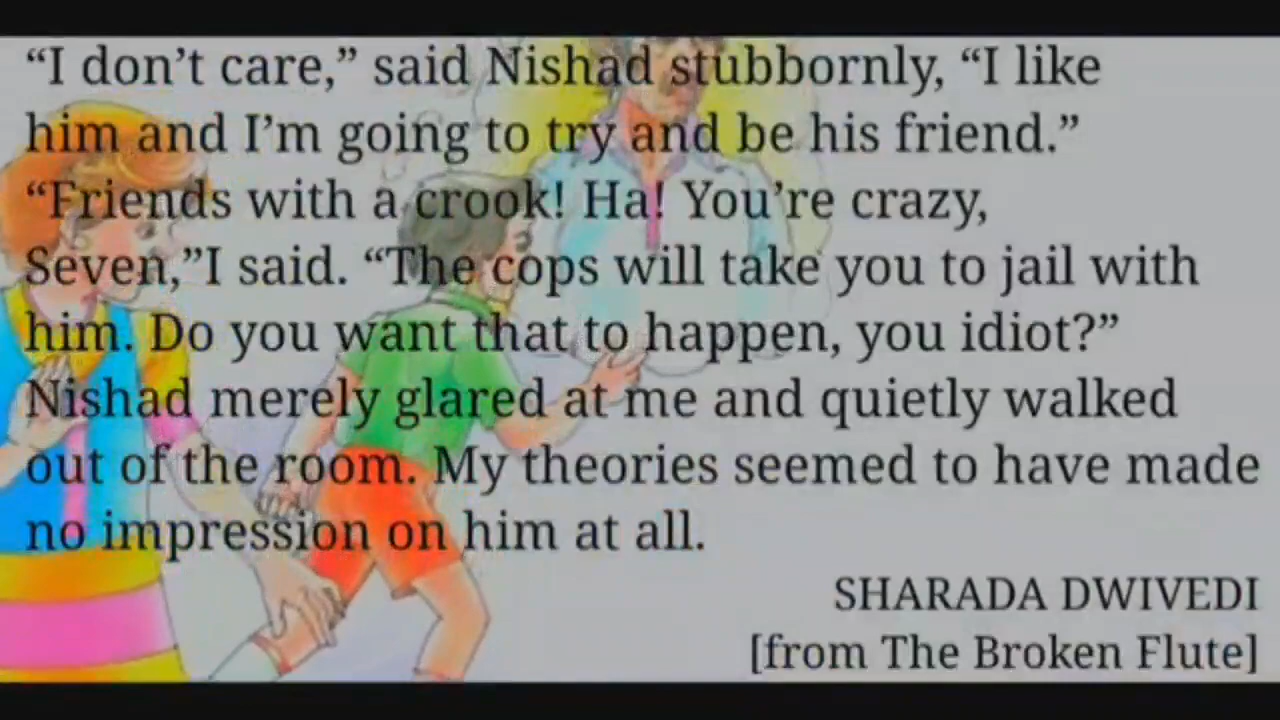 “I don’t care,” said Nishad stubbornly, “I like
him and I’m going to try and be his friend.”
“Friends with a crook! Ha! You’re crazy,
Seven,”I said. “The cops will take you to jail with
him. Do you want that to happen, you idiot?”
Nishad merely glared at me and quietly walked
out of the room. My theories seemed to have made
no impression on him at all.
SHARADA DWIVEDI
[from The Broken Flute]